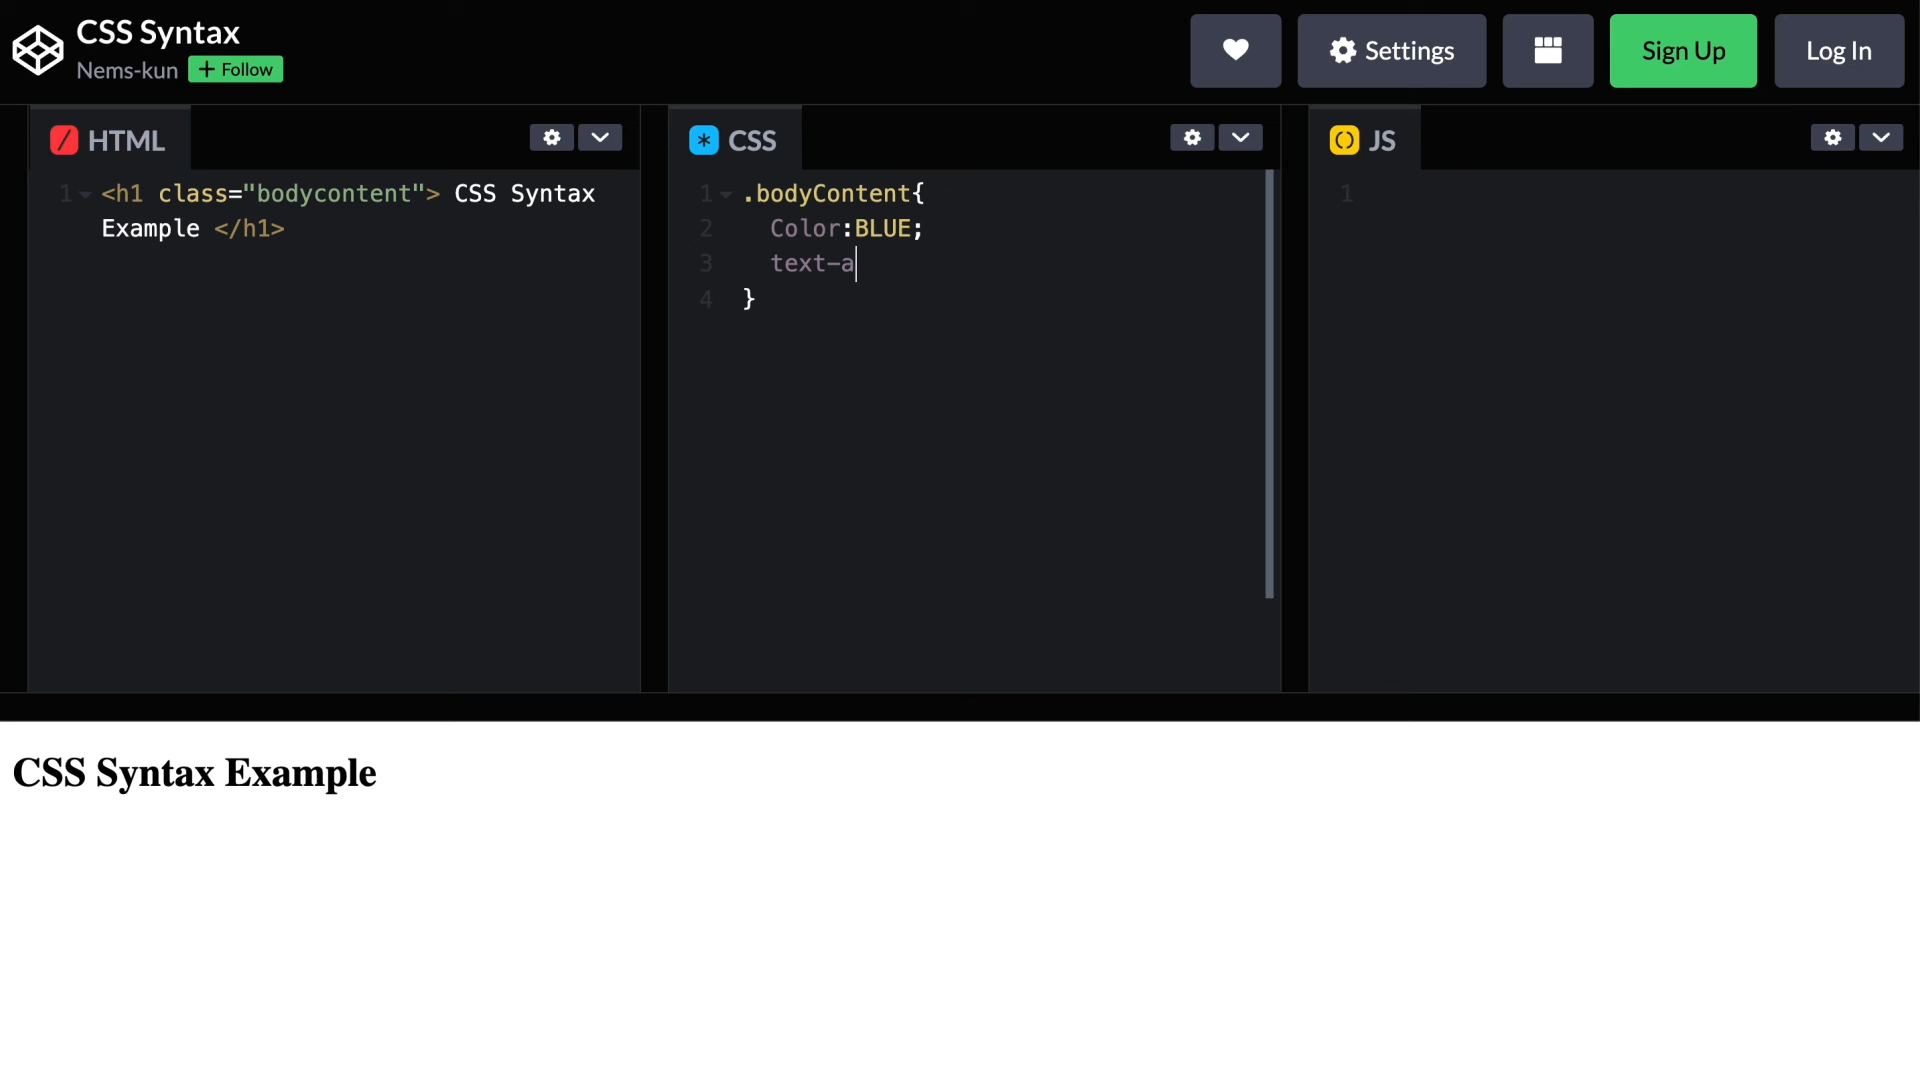 CSS Syntax
Nems-kun + Follow
Settings
Sign Up
Log In
HTML
1 <h1 class="bodycontent"> CSS Syntax
Example </h1>
CSS
1 .bodyContent{
2 Color:BLUE;
3 text-a
4 }
JS
1
CSS Syntax Example